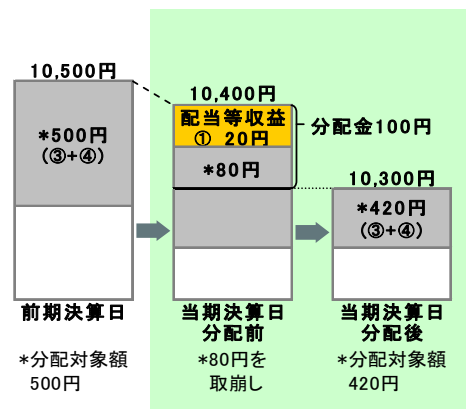 10,500円
*500円
(③+④)
前期決算日
*分配対象額
500円
10,400円
配当等収益
① 20円
*80円
分配金100円
当期決算日
分配前
*80円を
取崩し
10,300円
*420円
(③+④)
当期決算日
分配後
*分配対象額
420円